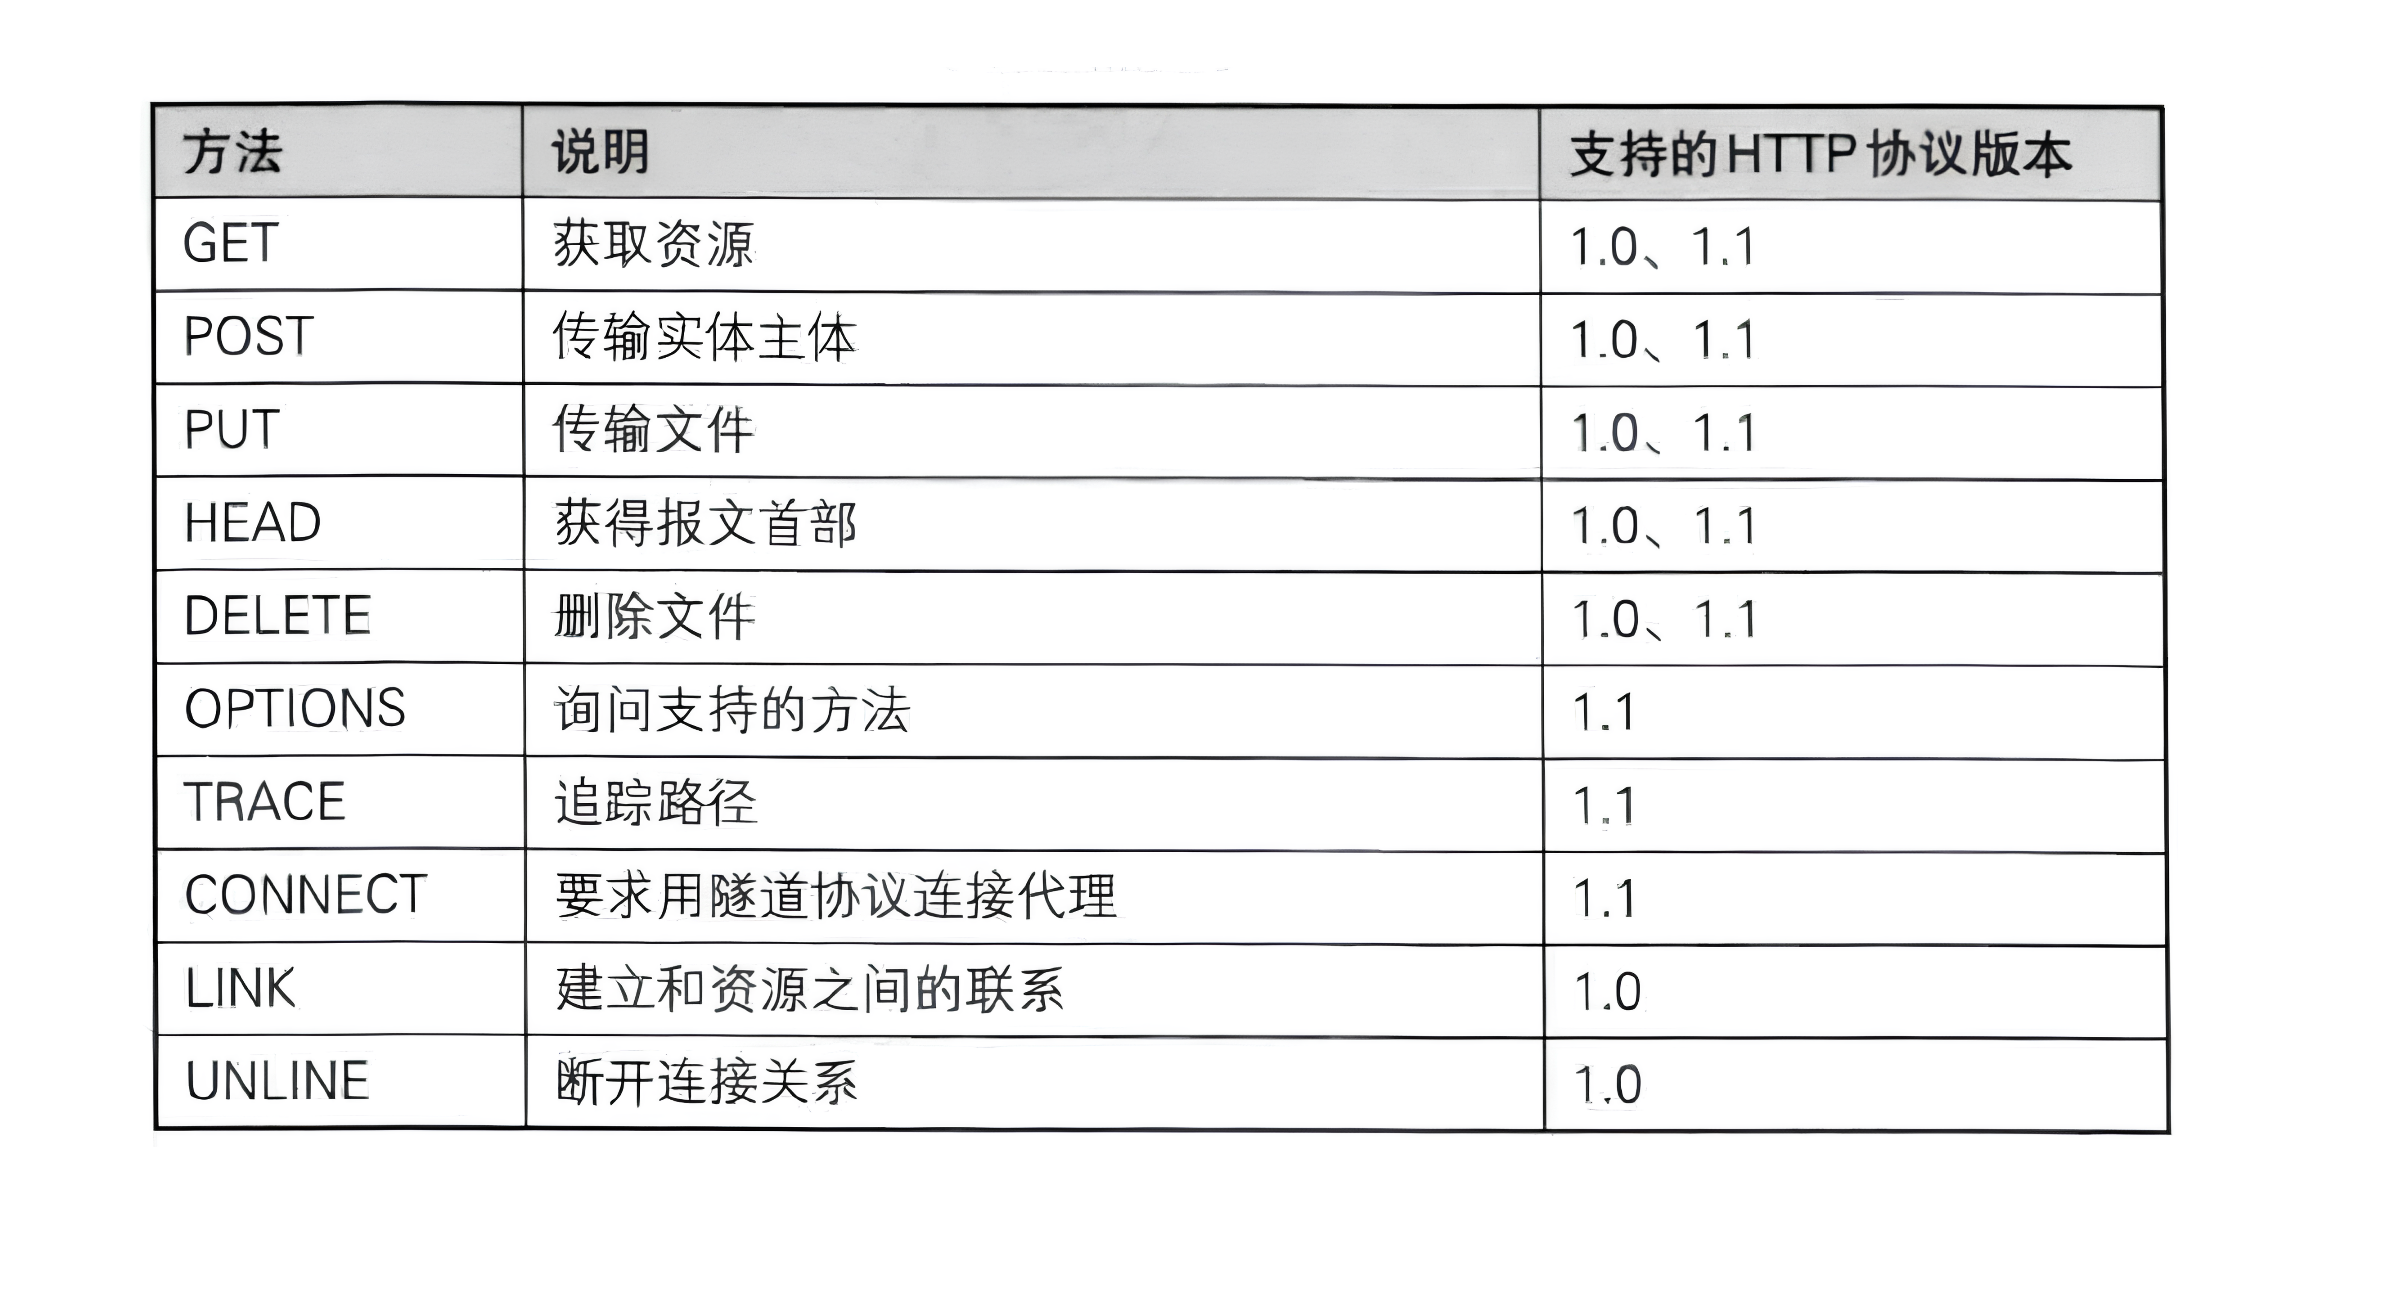 方法 说明 支持的HTTP协议版本
GET 获取资源 1.0、1.1
POST 传输实体主体 1.0、1.1
PUT 传输文件 1.0、1.1
HEAD 获得报文首部 1.0、1.1
DELETE 删除文件 1.0、1.1
OPTIONS 询问支持的方法 1.1
TRACE 追踪路径 1.1
CONNECT 要求用隧道协议连接代理 1.1
LINK 建立和资源之间的联系 1.0
UNLINE 断开连接关系 1.0